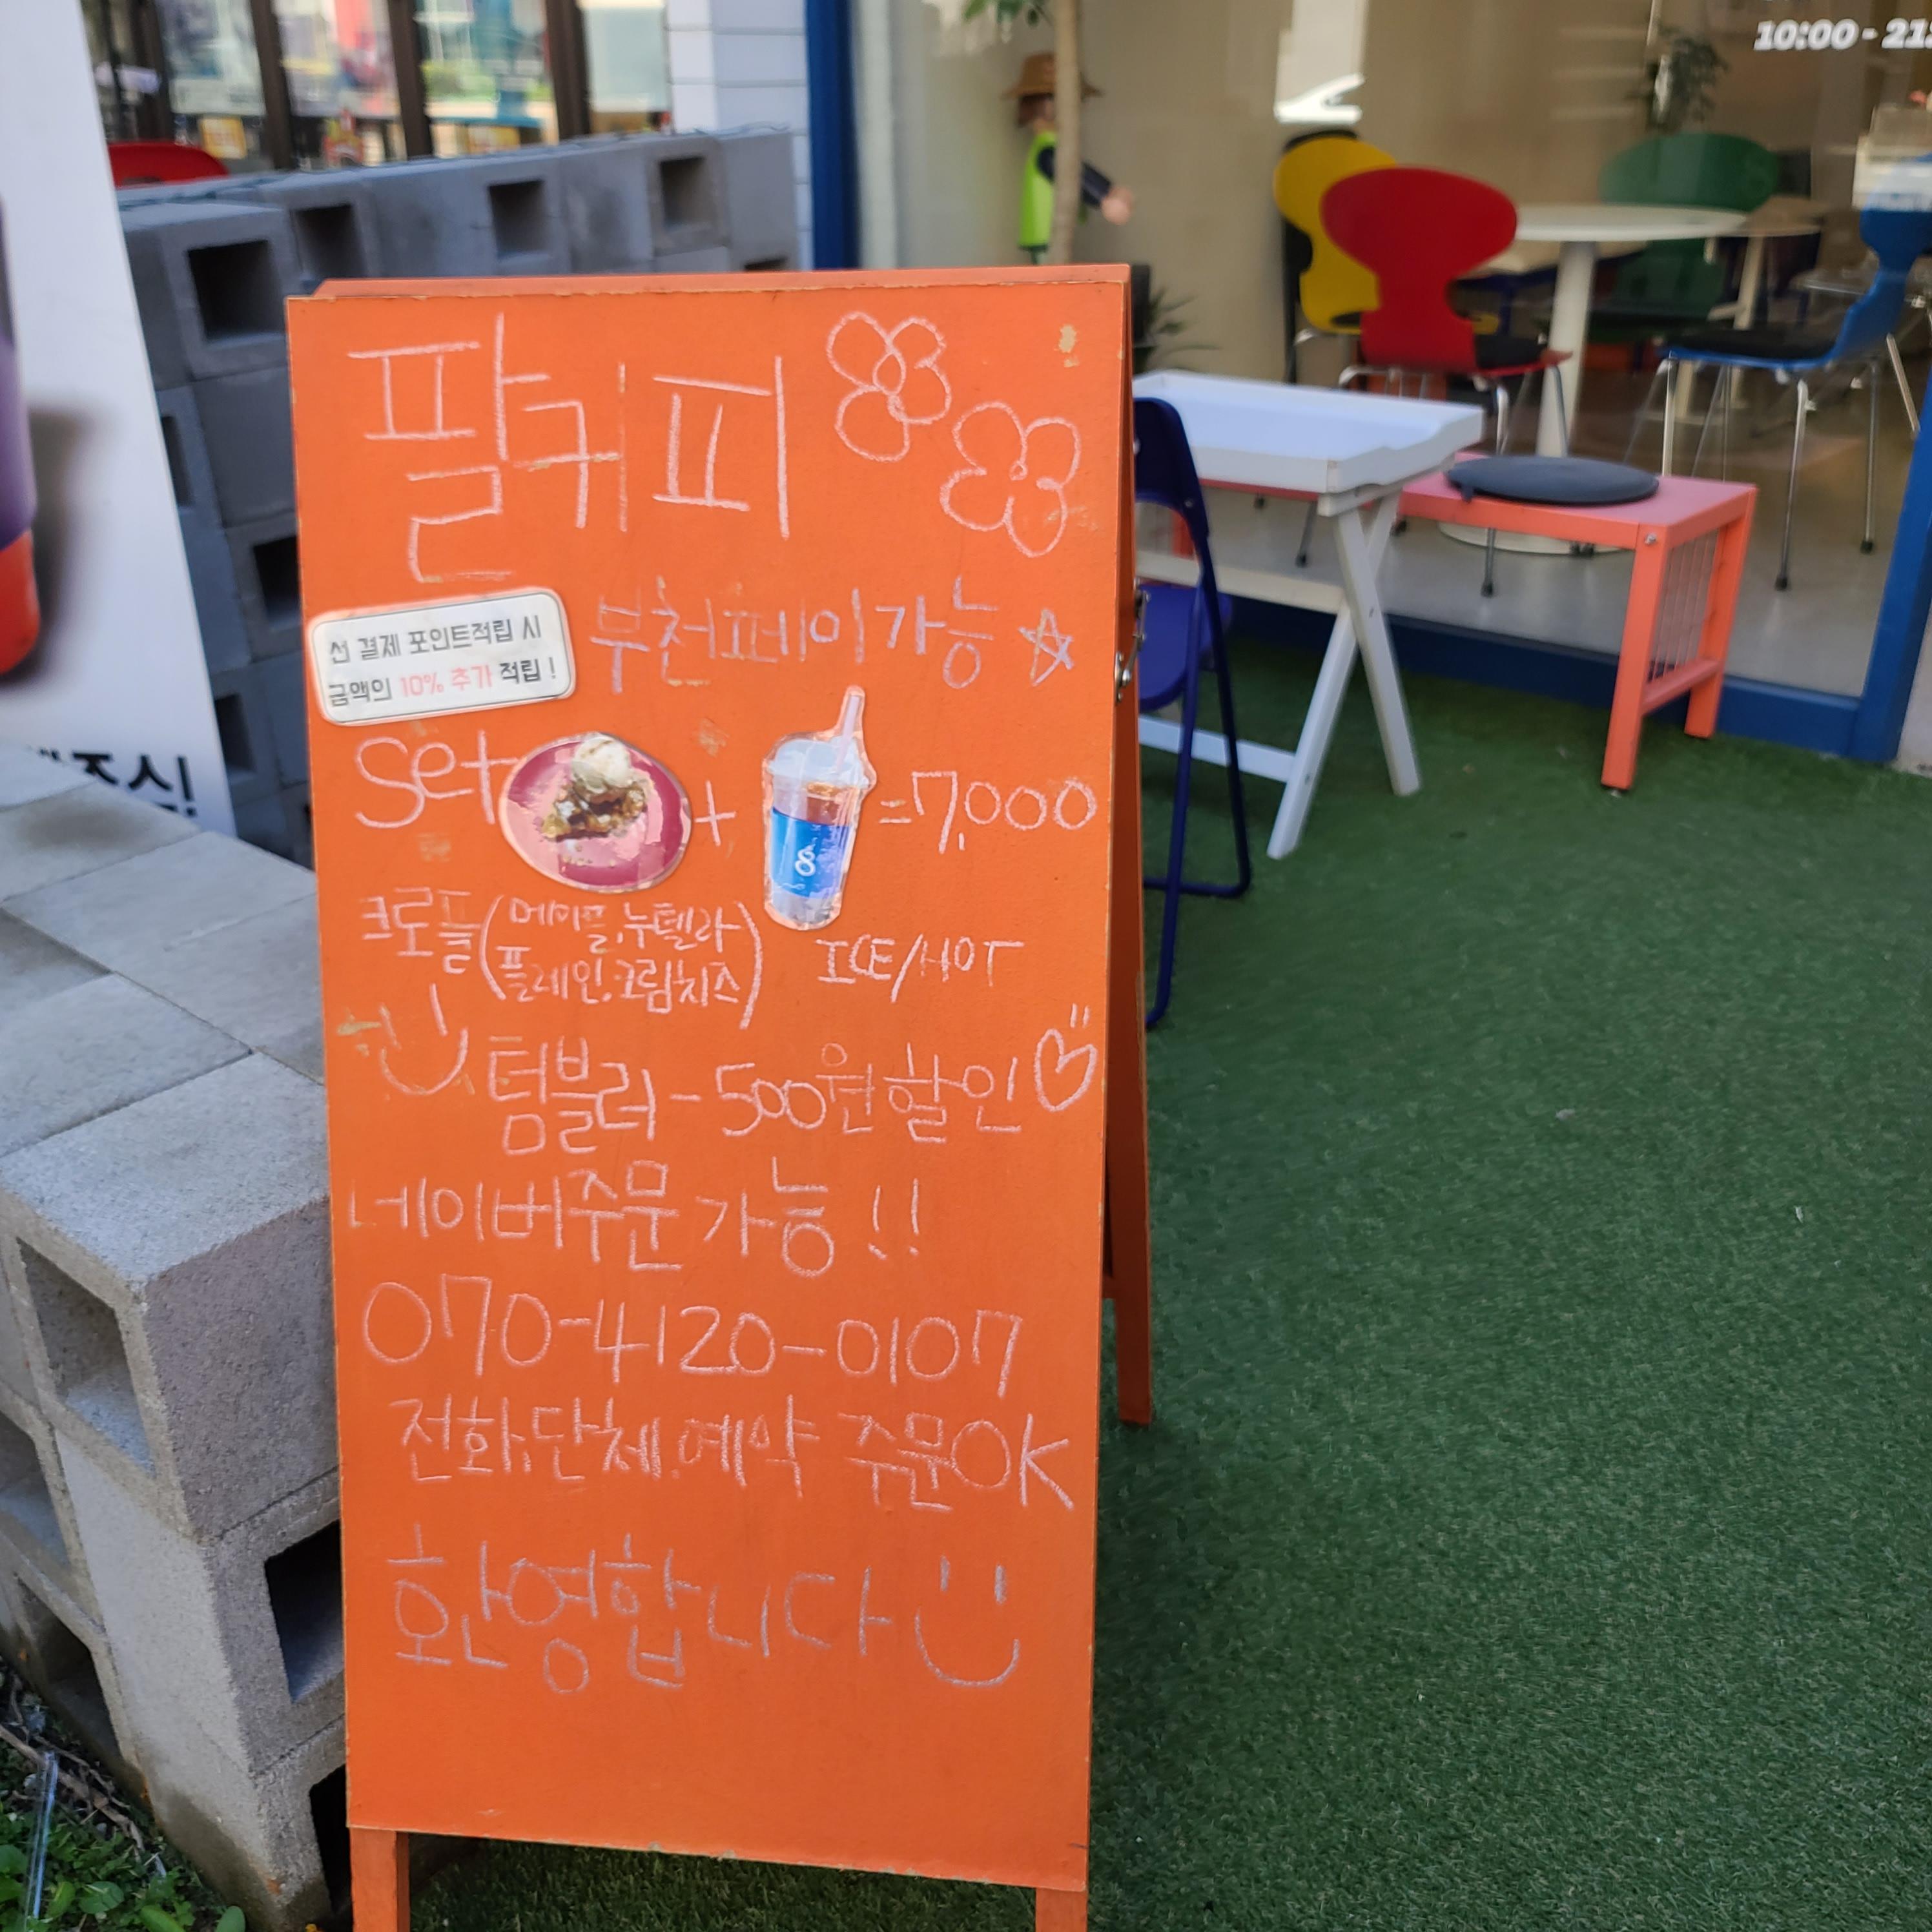 10:00 - 21:
팔커피
선 결제 포인트적립 시
금액의 10% 추가 적립 !
부천페이가능
set + = 7,000
8
크로플(메이플,누텔라
플레인,크림치즈)
ICE/HOT
텀블러-500원할인
네이버주문가능!!
070-4120-0107
전화,단체,예약 주문OK
환영합니다